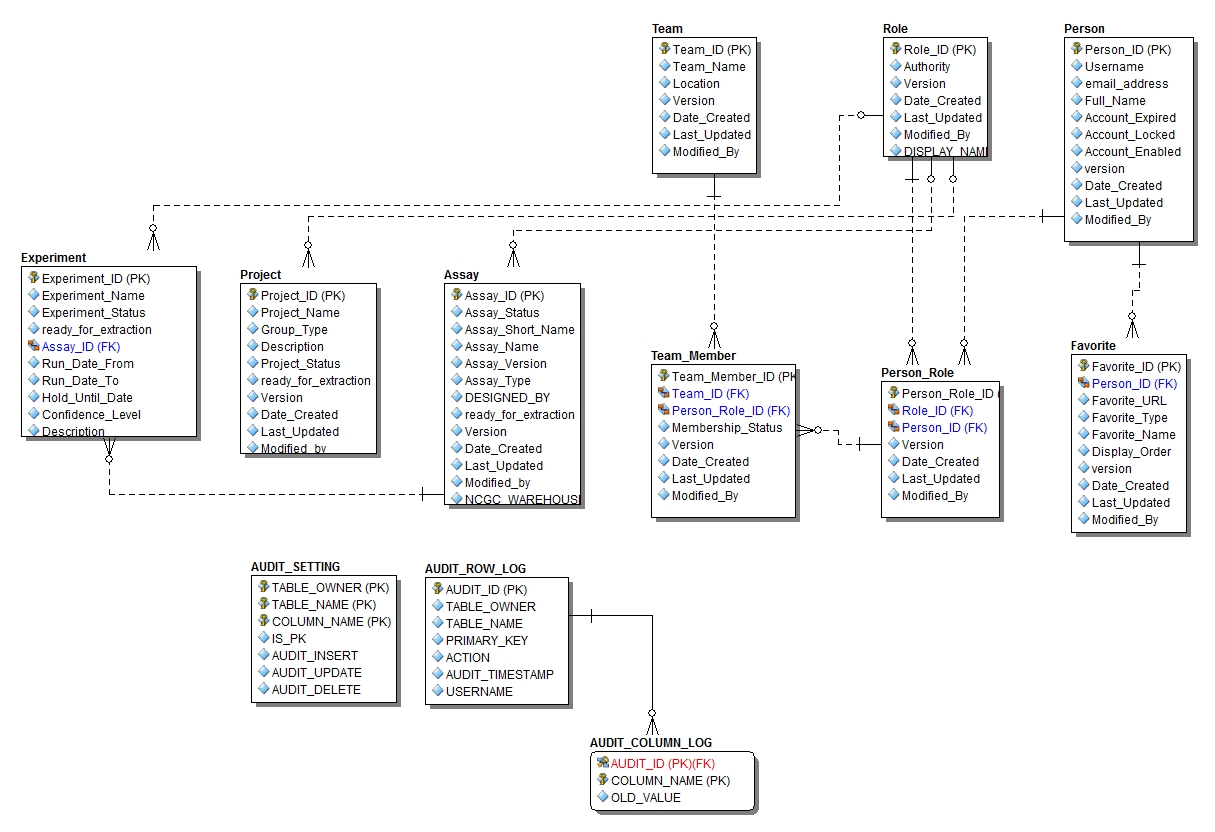 Team
Team_ID (PK)
Team_Name
Location
Version
Date_Created
Last_Updated
Modified_By
Role
Role_ID (PK)
Authority
Version
Date_Created
Last_Updated
Modified_By
DISPLAY_NAM
Person
Person_ID (PK)
Username
email_address
Full_Name
Account_Expired
Account_Locked
Account_Enabled
version
Date_Created
Last_Updated
Modified_By
Experiment
Experiment_ID (PK)
Experiment_Name
Experiment_Status
ready_for_extraction
Assay_ID (FK)
Run_Date_From
Run_Date_To
Hold_Until_Date
Confidence_Level
Description
Project
Project_ID (PK)
Project_Name
Group_Type
Description
Project_Status
ready_for_extraction
Version
Date_Created
Last_Updated
Modified_by
Assay
Assay_ID (PK)
Assay_Status
Assay_Short_Name
Assay_Name
Assay_Version
Assay_Type
DESIGNED_BY
ready_for_extraction
Version
Date_Created
Last_Updated
Modified_by
NCGC_WAREHOUS
Team_Member
Team_Member_ID (PK
Team_ID (FK)
Person_Role_ID (FK)
Membership_Status
Version
Date_Created
Last_Updated
Modified_By
Person_Role
Person_Role_ID (
Role_ID (FK)
Person_ID (FK)
Version
Date_Created
Last_Updated
Modified_By
Favorite
Favorite_ID (PK)
Person_ID (FK)
Favorite_URL
Favorite_Type
Favorite_Name
Display_Order
version
Date_Created
Last_Updated
Modified_By
AUDIT_SETTING
TABLE_OWNER (PK)
TABLE_NAME (PK)
COLUMN_NAME (PK)
IS_PK
AUDIT_INSERT
AUDIT_UPDATE
AUDIT_DELETE
AUDIT_ROW_LOG
AUDIT_ID (PK)
TABLE_OWNER
TABLE_NAME
PRIMARY_KEY
ACTION
AUDIT_TIMESTAMP
USERNAME
AUDIT_COLUMN_LOG
AUDIT_ID (PK)(FK)
COLUMN_NAME (PK)
OLD_VALUE